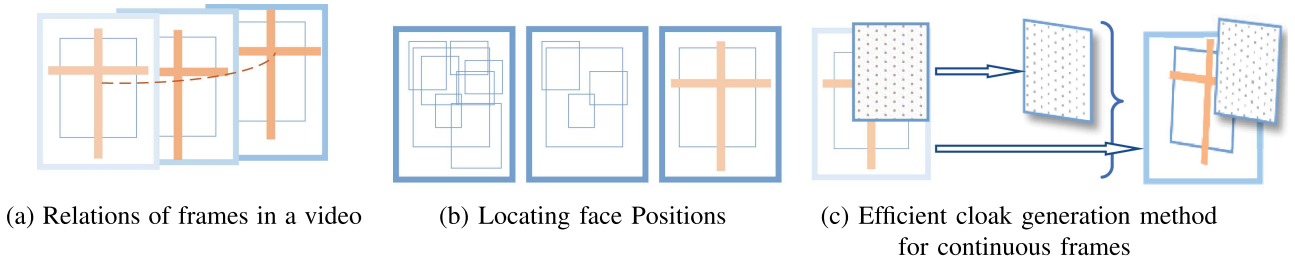 (a) Relations of frames in a video
(b) Locating face Positions
(c) Efficient cloak generation method
for continuous frames